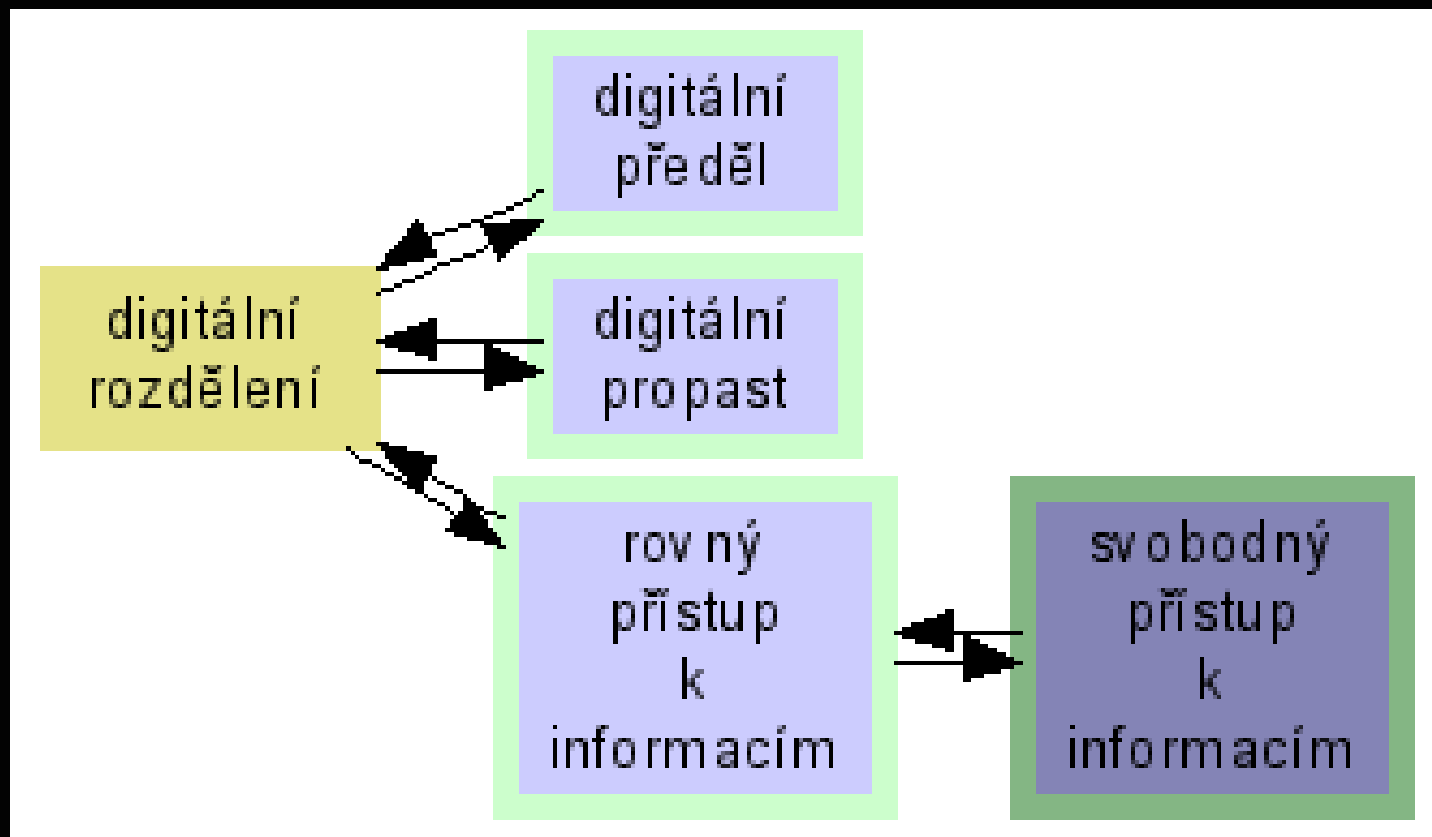 digitální
předěl
digitální
rozdělení
digitální
propast
rovný
přístup
k
informacím
svobodný
přístup
k
informacím